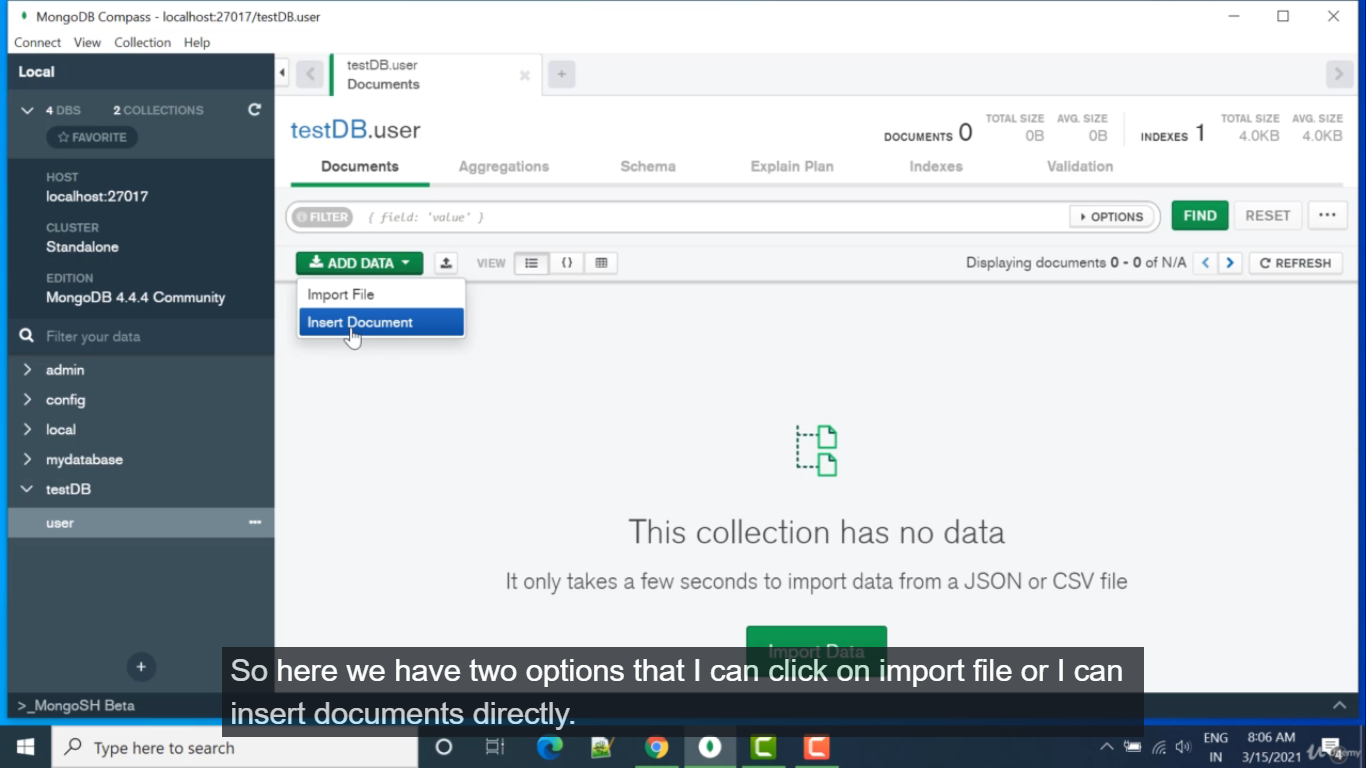 MongoDB Compass - localhost:27017/testDB.user
Connect View Collection Help
Local
4 DBS 2 COLLECTIONS
FAVORITE
HOST
localhost:27017
CLUSTER
Standalone
EDITION
MongoDB 4.4.4 Community
Filter your data
admin
config
local
mydatabase
testDB
user
>_MongoSH Beta
testDB.user
Documents
testDB.user
DOCUMENTS 0
TOTAL SIZE AVG. SIZE
0B 0B
INDEXES 1
TOTAL SIZE AVG. SIZE
4.0KB 4.0KB
Documents Aggregations Schema Explain Plan Indexes Validation
FILTER { field: 'value' } OPTIONS FIND RESET ...
ADD DATA VIEW {} Displaying documents 0 - 0 of N/A < > REFRESH
Import File
Insert Document
This collection has no data
It only takes a few seconds to import data from a JSON or CSV file
Import Data
So here we have two options that I can click on import file or I can
insert documents directly.
Type here to search
ENG
IN
8:06 AM
3/15/2021
4